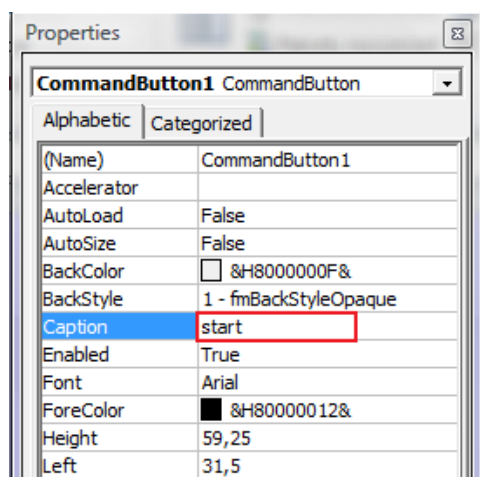 Properties
CommandButton1 CommandButton
Alphabetic Categorized
(Name) CommandButton1
Accelerator
AutoLoad False
AutoSize False
BackColor &H8000000F&
BackStyle 1 - fmBackStyleOpaque
Caption start
Enabled True
Font Arial
ForeColor &H80000012&
Height 59,25
Left 31,5